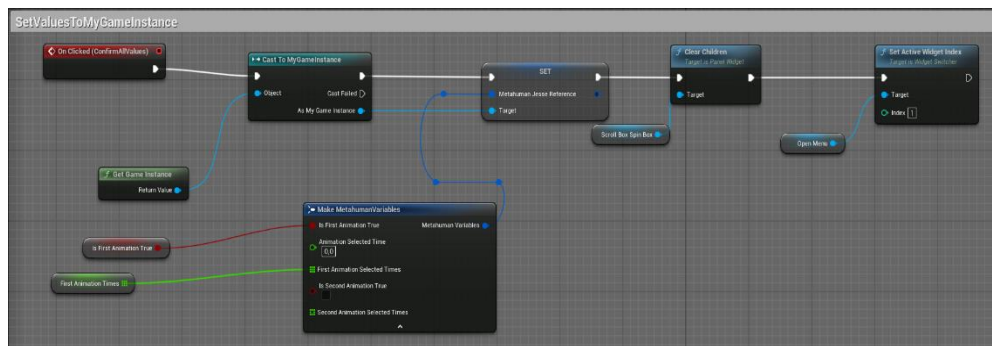 SetValuesToMyGameInstance
On Clicked (ConfirmAllValues)
Cast To MyGameInstance
Object
Cast Failed
As My Game Instance
SET
Metahuman Jesse Reference
Target
Clear Children
Target is Panel Widget
Target
Scroll Box Spin Box
Set Active Widget Index
Target is Widget Switcher
Target
Index 1
Open Menu
Get Game Instance
Return Value
Is First Animation True
First Animation Times
Make MetahumanVariables
Is First Animation True
Metahuman Variables
Animation Selected Time
0,0
First Animation Selected Times
Is Second Animation True
Second Animation Selected Times